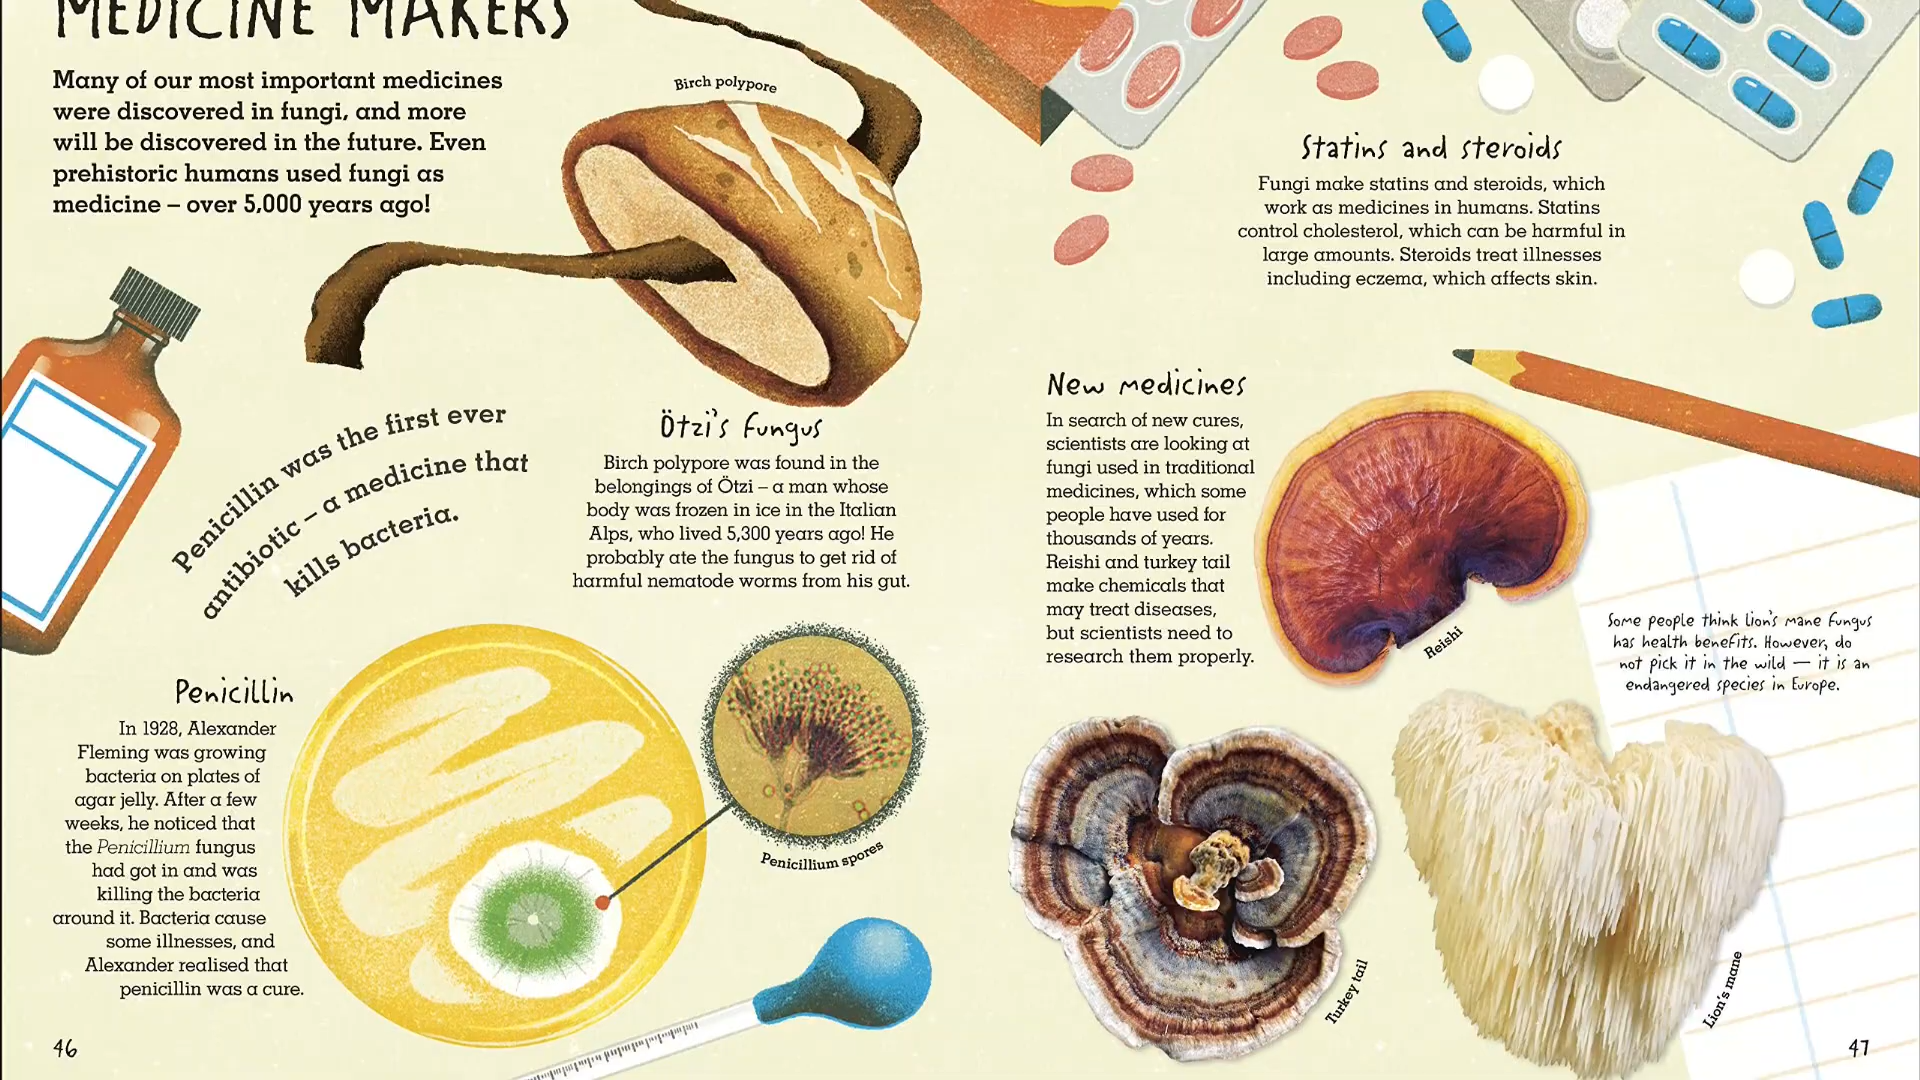 MEDICINE MAKERS
Many of our most important medicines
were discovered in fungi, and more
will be discovered in the future. Even
prehistoric humans used fungi as
medicine – over 5,000 years ago!
Birch polypore
Penicillin was the first ever
antibiotic – a medicine that
kills bacteria.
Ötzi's fungus
Birch polypore was found in the
belongings of Ötzi – a man whose
body was frozen in ice in the Italian
Alps, who lived 5,300 years ago! He
probably ate the fungus to get rid of
harmful nematode worms from his gut.
Penicillin
In 1928, Alexander
Fleming was growing
bacteria on plates of
agar jelly. After a few
weeks, he noticed that
the Penicillium fungus
had got in and was
killing the bacteria
around it. Bacteria cause
some illnesses, and
Alexander realised that
penicillin was a cure.
Penicillium spores
46
Statins and steroids
Fungi make statins and steroids, which
work as medicines in humans. Statins
control cholesterol, which can be harmful in
large amounts. Steroids treat illnesses
including eczema, which affects skin.
New medicines
In search of new cures,
scientists are looking at
fungi used in traditional
medicines, which some
people have used for
thousands of years.
Reishi and turkey tail
make chemicals that
may treat diseases,
but scientists need to
research them properly.
Reishi
Some people think lion's mane fungus
has health benefits. However, do
not pick it in the wild — it is an
endangered species in Europe.
Turkey tail
Lion's mane
47